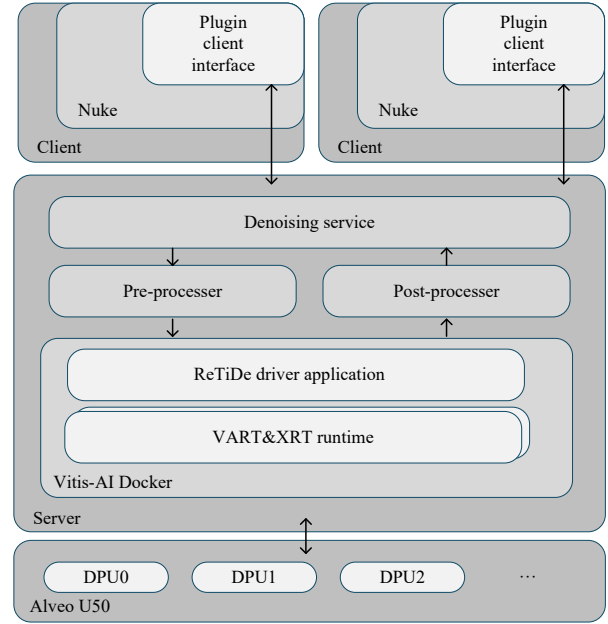 Plugin
client
interface
Nuke
Client
Plugin
client
interface
Nuke
Client
Denoising service
Pre-processer
Post-processer
ReTiDe driver application
VART&XRT runtime
Vitis-AI Docker
Server
DPU0
DPU1
DPU2
...
Alveo U50